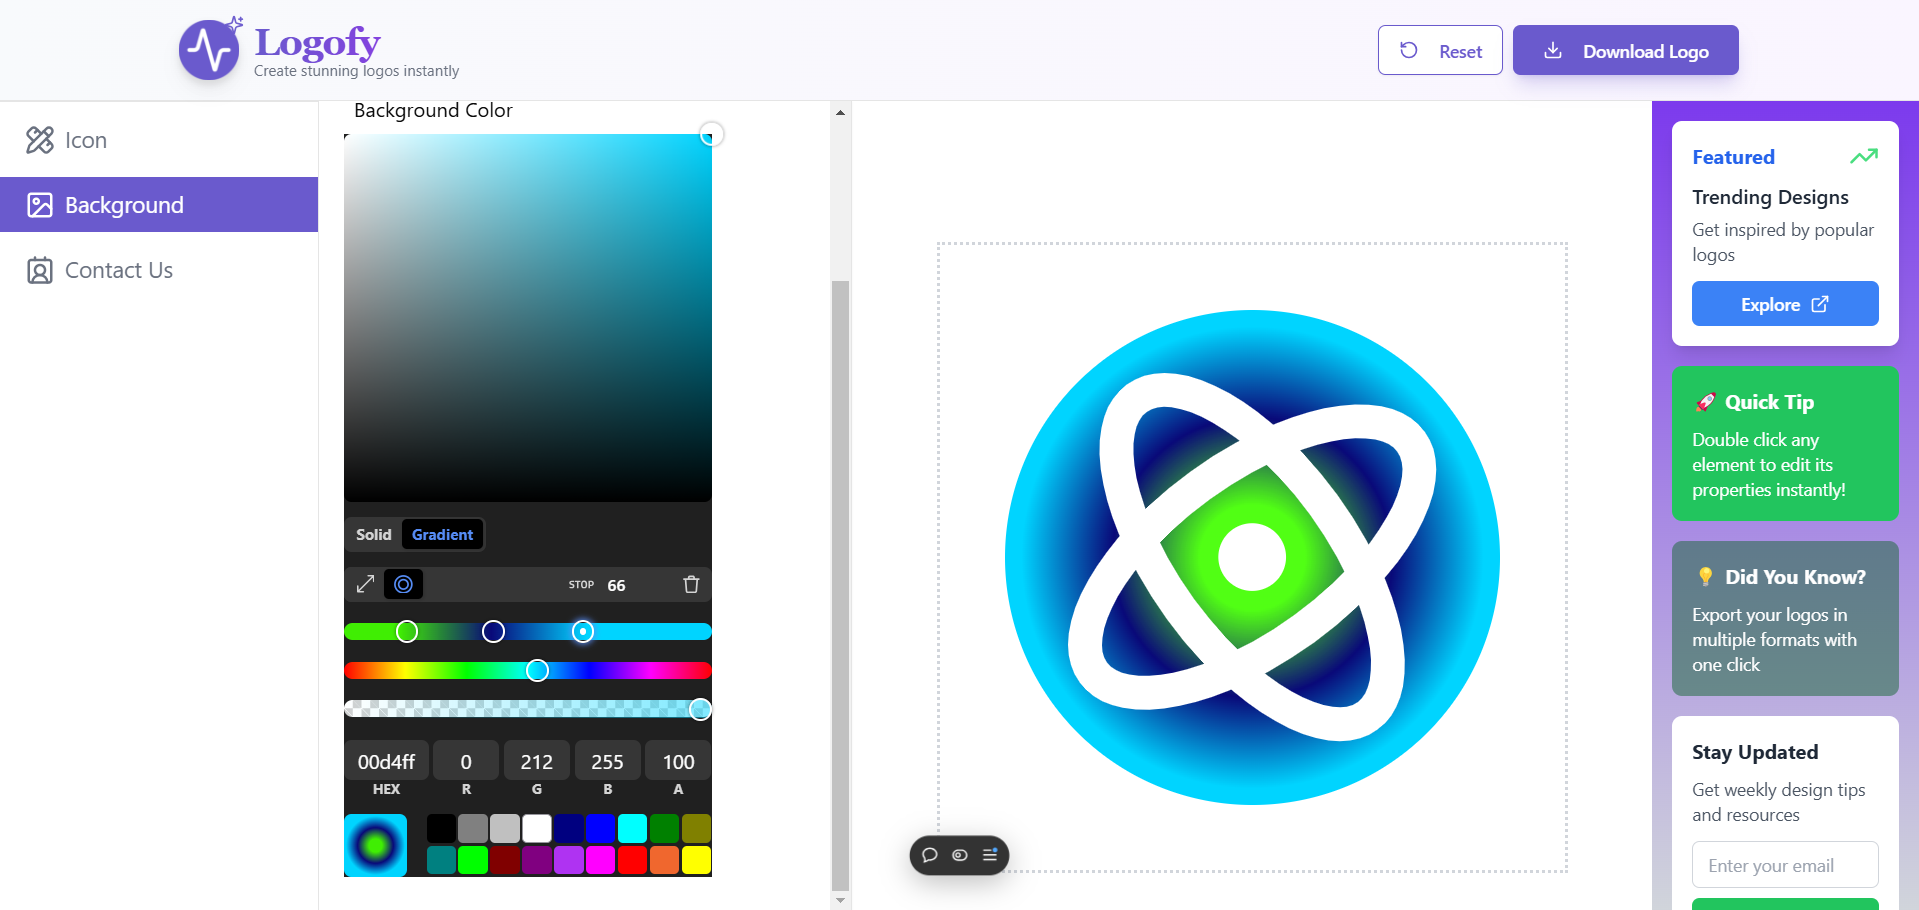 Logofy
Create stunning logos instantly
Reset
Download Logo
Icon
Background
Contact Us
Background Color
Solid
Gradient
STOP 66
00d4ff 0 212 255 100
HEX R G B A
Featured
Trending Designs
Get inspired by popular
logos
Explore
🚀 Quick Tip
Double click any
element to edit its
properties instantly!
💡 Did You Know?
Export your logos in
multiple formats with
one click
Stay Updated
Get weekly design tips
and resources
Enter your email